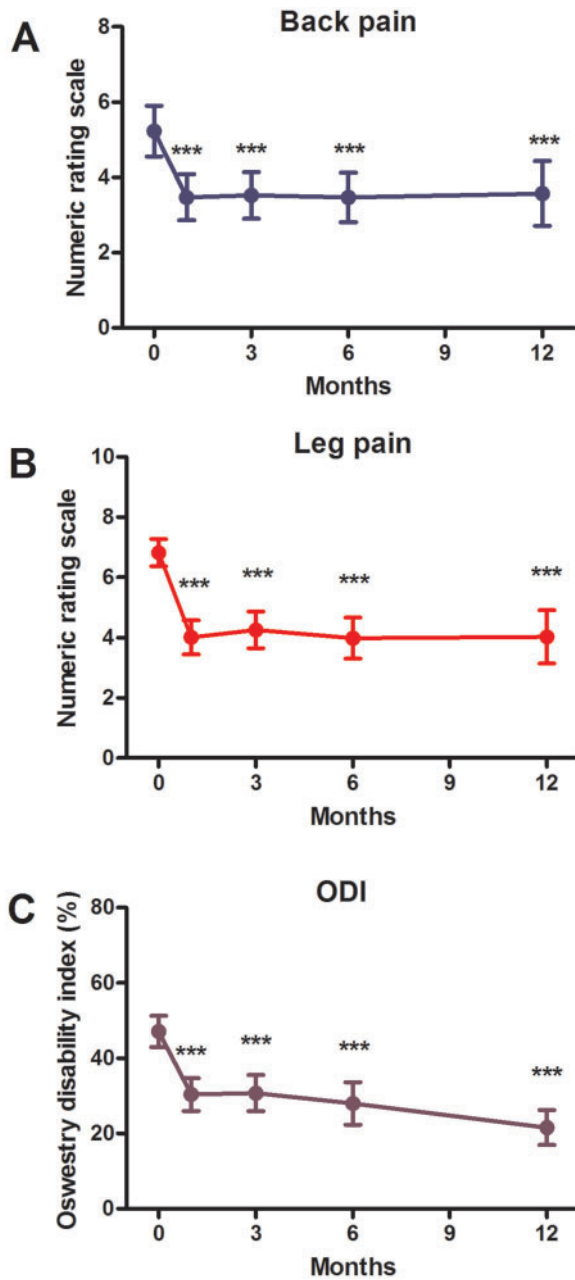 A
Back pain
Numeric rating scale
8
6
4
2
0
*** *** *** ***
0 3 6 9 12
Months
B
Leg pain
Numeric rating scale
10
8
6
4
2
0
*** *** *** ***
0 3 6 9 12
Months
C
ODI
Oswestry disability index (%)
80
60
40
20
0
*** *** *** ***
0 3 6 9 12
Months